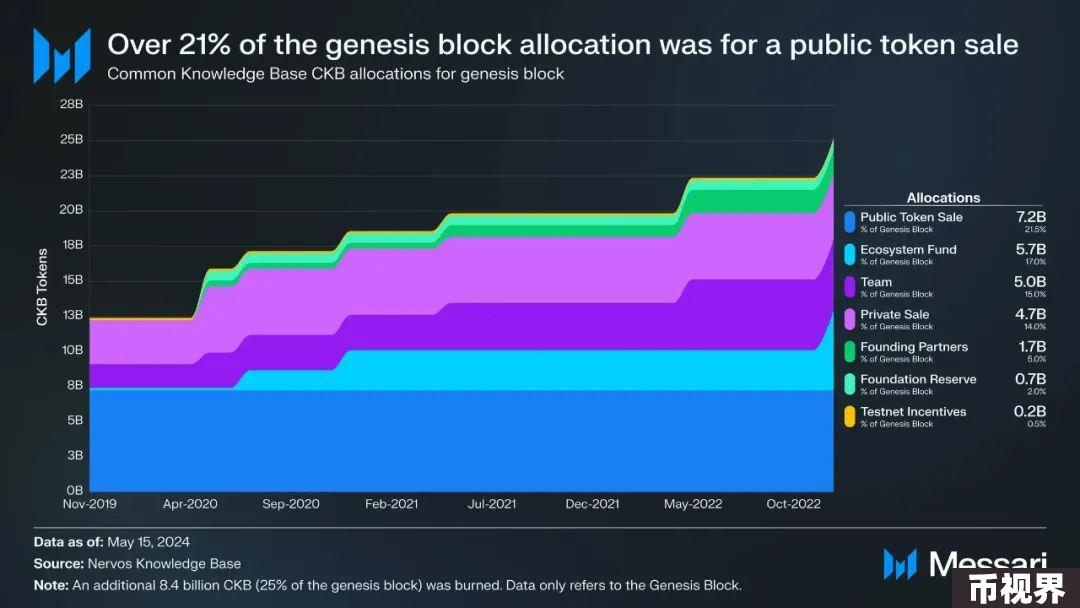 Over 21% of the genesis block allocation was for a public token sale
Common Knowledge Base CKB allocations for genesis block
28B
25B
23B
20B
18B
15B
13B
10B
8B
5B
3B
0B
CKB Tokens
Nov-2019 Apr-2020 Sep-2020 Feb-2021 Jul-2021 Dec-2021 May-2022 Oct-2022
Allocations
Public Token Sale 7.2B
% of Genesis Block 21.5%
Ecosystem Fund 5.7B
% of Genesis Block 17.0%
Team 5.0B
% of Genesis Block 15.0%
Private Sale 4.7B
% of Genesis Block 14.0%
Founding Partners 1.7B
% of Genesis Block 5.0%
Foundation Reserve 0.7B
% of Genesis Block 2.0%
Testnet Incentives 0.2B
% of Genesis Block 0.5%
Data as of: May 15, 2024
Source: Nervos Knowledge Base
Note: An additional 8.4 billion CKB (25% of the genesis block) was burned. Data only refers to the Genesis Block.
Messari
币视界